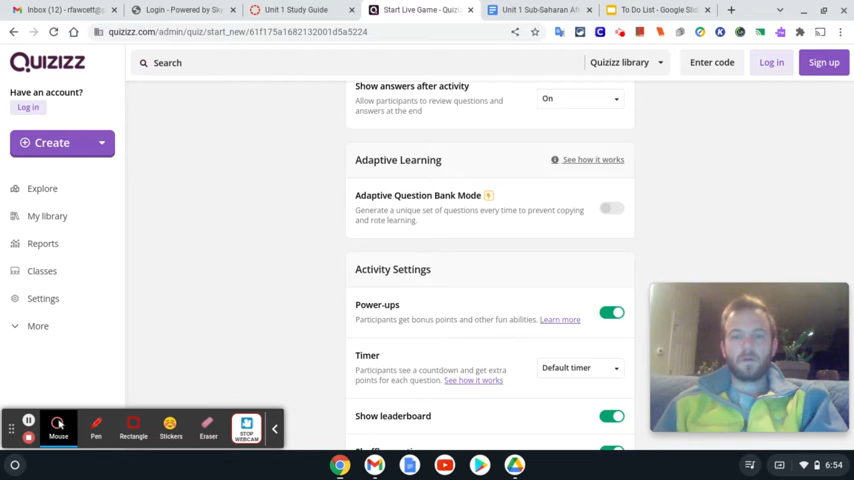 Inbox (12) - rfawcett@c
Login - Powered by Sky
Unit 1 Study Guide
Start Live Game - Quiziz
Unit 1 Sub-Saharan Af
To Do List - Google Slid
quizizz.com/admin/quiz/start_new/61f175a1682132001d5a5224
QUIZIZZ
Search
Quizizz library
Enter code
Log in
Sign up
Have an account?
Log in
Create
Explore
My library
Reports
Classes
Settings
More
Show answers after activity
Allow participants to review questions and
answers at the end
On
Adaptive Learning
See how it works
Adaptive Question Bank Mode
Generate a unique set of questions every time to prevent copying
and rote learning.
Activity Settings
Power-ups
Participants get bonus points and other fun abilities. Learn more
Timer
Participants see a countdown and get extra
points for each question. See how it works
Default timer
Show leaderboard
Mouse
Pen
Rectangle
Stickers
Eraser
STOP
WEBCAM
6:54